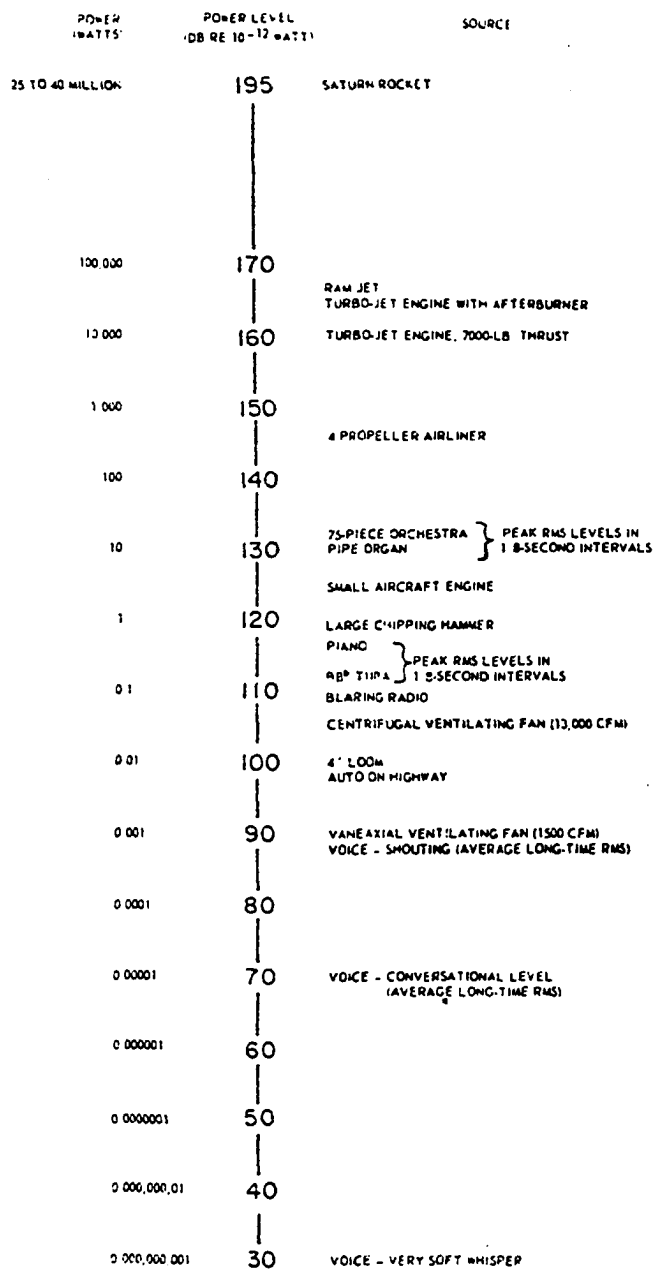 POWER POWER LEVEL SOURCE
(WATTS) (DB RE 10⁻¹² WATT)
25 TO 40 MILLION 195 SATURN ROCKET
100,000 170
RAM JET
TURBO-JET ENGINE WITH AFTERBURNER
10 000 160 TURBO-JET ENGINE, 7000-LB THRUST
1 000 150
4 PROPELLER AIRLINER
100 140
75-PIECE ORCHESTRA } PEAK RMS LEVELS IN
10 130 PIPE ORGAN } 1 8-SECOND INTERVALS
SMALL AIRCRAFT ENGINE
1 120 LARGE CHIPPING HAMMER
PIANO } PEAK RMS LEVELS IN
BBᵇ TUBA } 1 8-SECOND INTERVALS
0 1 110 BLARING RADIO
CENTRIFUGAL VENTILATING FAN (13,000 CFM)
0 01 100 4' LOOM
AUTO ON HIGHWAY
0 001 90 VANEAXIAL VENTILATING FAN (1500 CFM)
VOICE - SHOUTING (AVERAGE LONG-TIME RMS)
0 0001 80
0 00001 70 VOICE - CONVERSATIONAL LEVEL
(AVERAGE LONG-TIME RMS)
0 000001 60
0 0000001 50
0 000,000,01 40
0 000,000,001 30 VOICE - VERY SOFT WHISPER